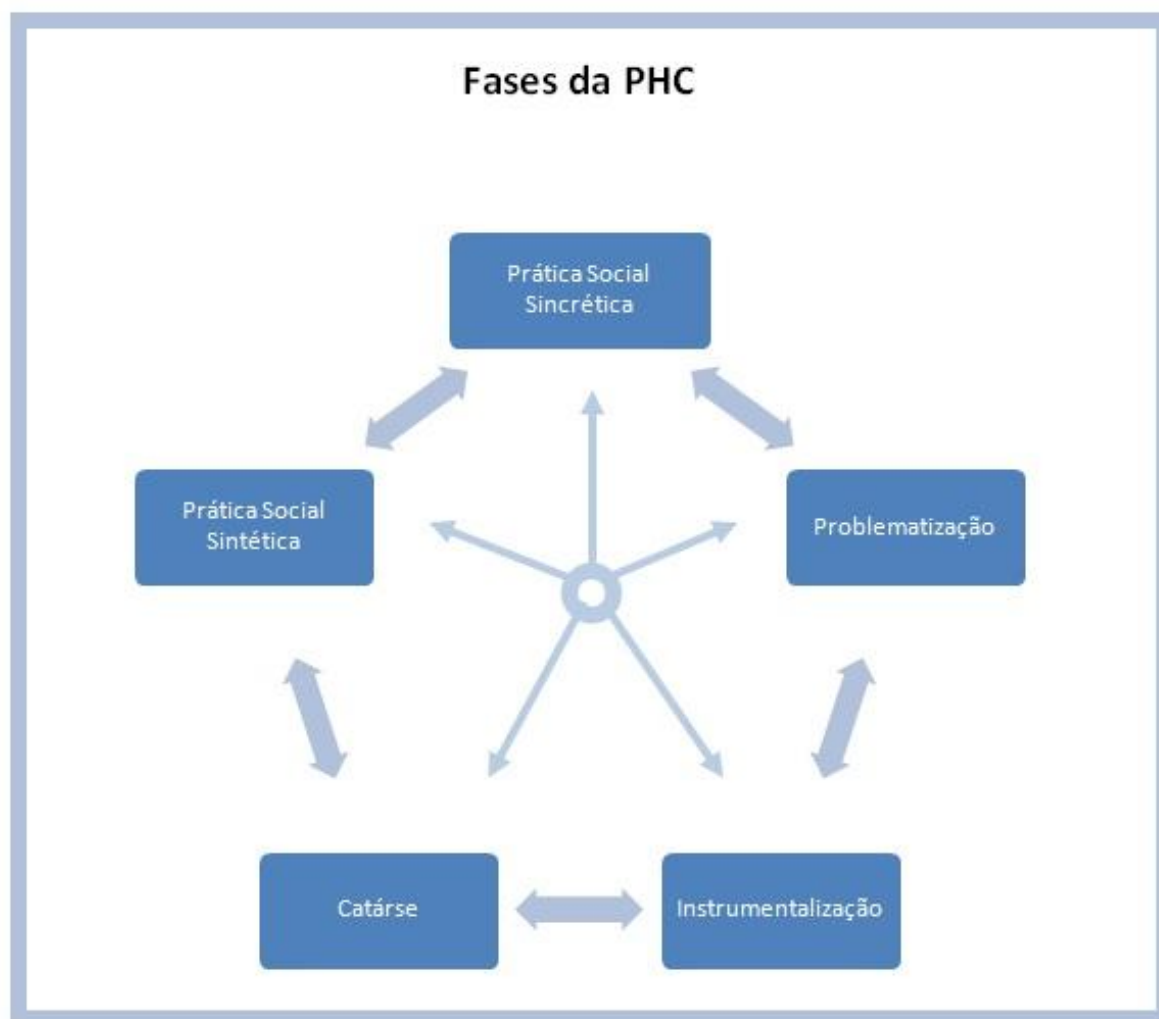 Fases da PHC
Prática Social
Sincrética
Prática Social
Sintética
Problematização
Catárse
Instrumentalização